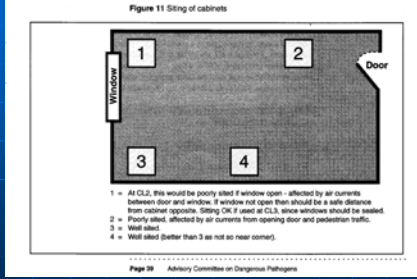 Figure 11 Siting of cabinets
1
2
Door
Window
3
4
1 = At CL2, this would be poorly sited if window open - affected by air currents
between door and window. If window not open then should be a safe distance
from cabinet opposite. Sitting OK if used at CL3, since windows should be sealed.
2 = Poorly sited, affected by air currents from opening door and pedestrian traffic.
3 = Well sited.
4 = Well sited (better than 3 as not so near corner).
Page 39 Advisory Committee on Dangerous Pathogens